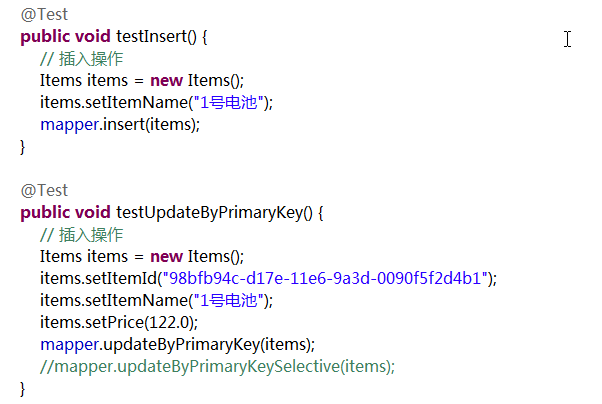 @Test
public void testInsert() {
// 插入操作
Items items = new Items();
items.setItemName("1号电池");
mapper.insert(items);
}
@Test
public void testUpdateByPrimaryKey() {
// 插入操作
Items items = new Items();
items.setItemId("98bfb94c-d17e-11e6-9a3d-0090f5f2d4b1");
items.setItemName("1号电池");
items.setPrice(122.0);
mapper.updateByPrimaryKey(items);
//mapper.updateByPrimaryKeySelective(items);
}